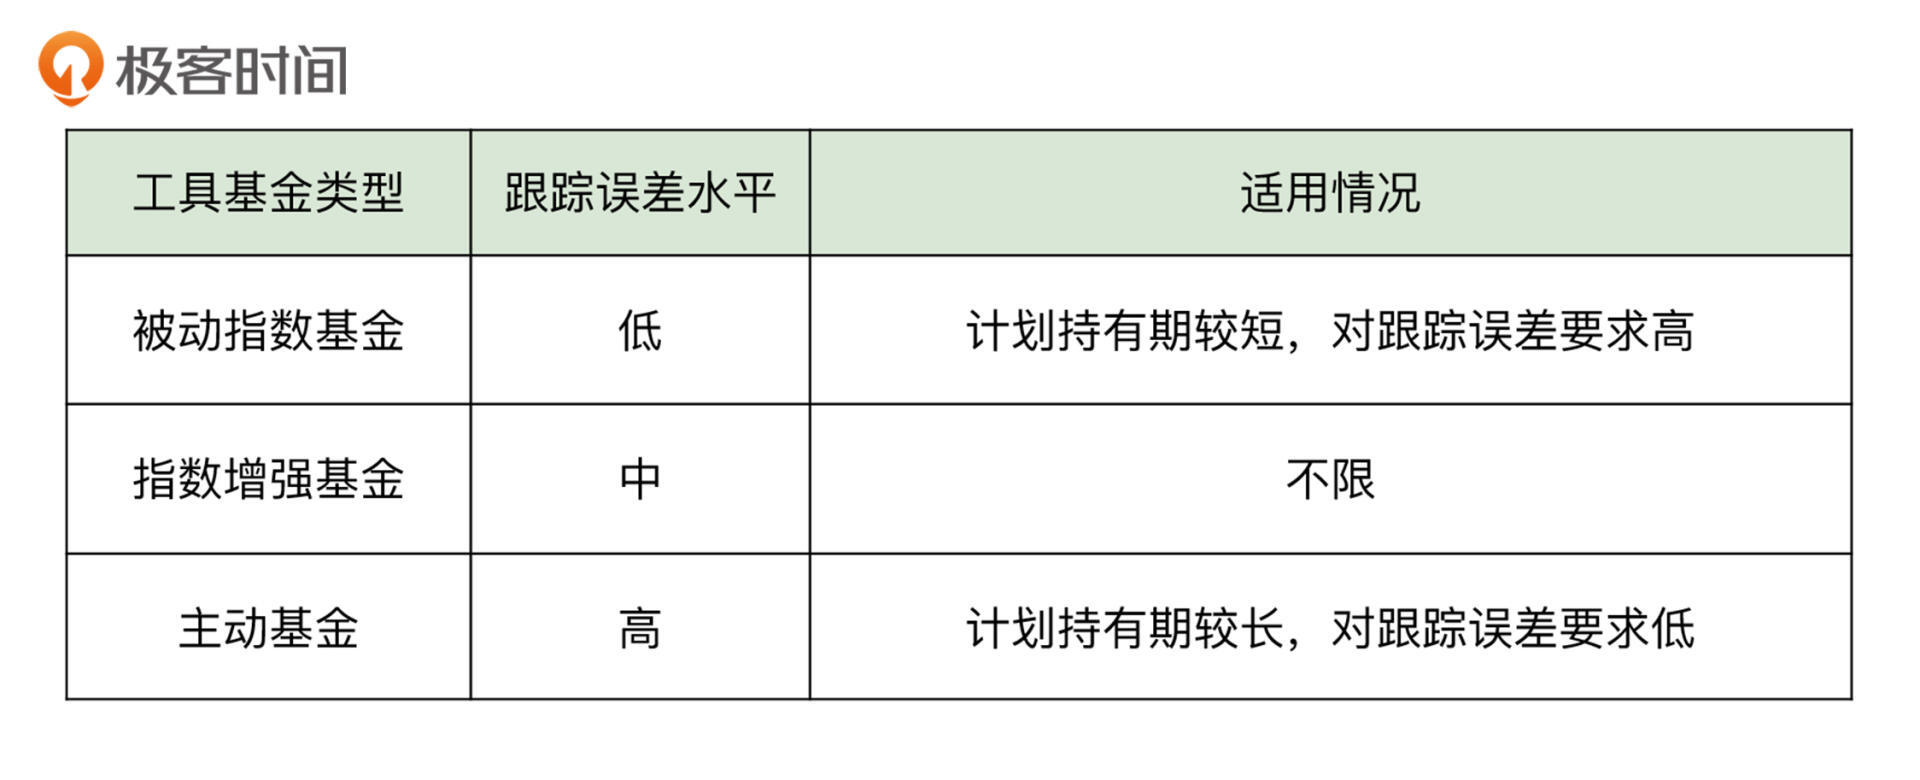 极客时间
工具基金类型 跟踪误差水平 适用情况
被动指数基金 低 计划持有期较短，对跟踪误差要求高
指数增强基金 中 不限
主动基金 高 计划持有期较长，对跟踪误差要求低